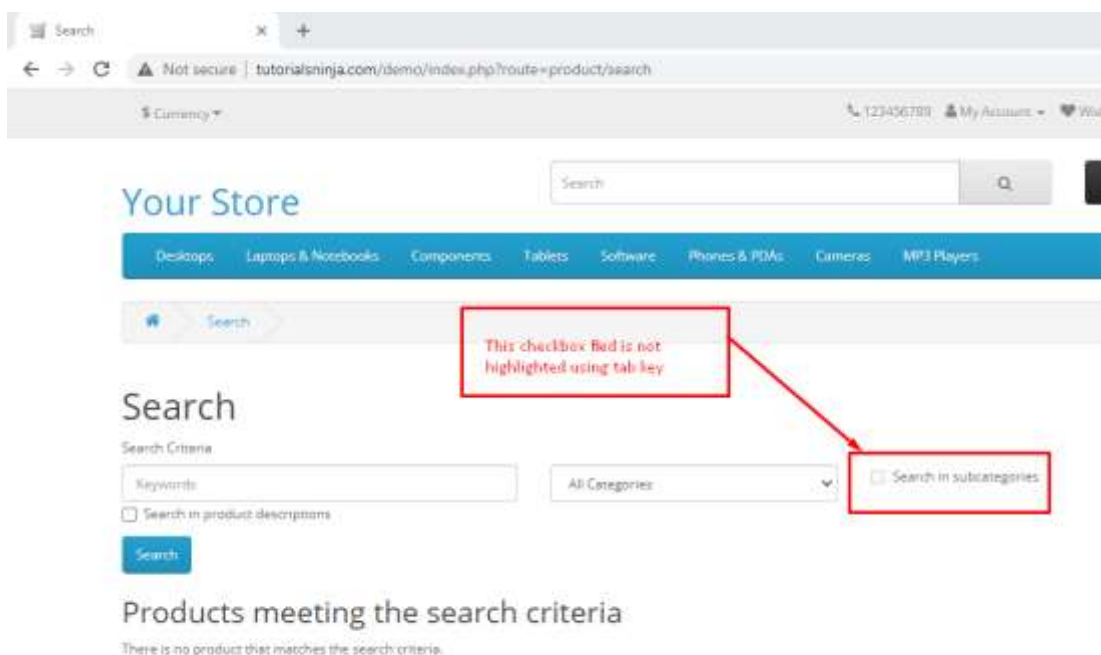 Search × +
Not secure | tutorialsninja.com/demo/index.php?route=product/search
$ Currency 123456789 My Account
Search
Your Store
Desktops Laptops & Notebooks Components Tablets Software Phones & PDAs Cameras MP3 Players
Search
This checkbox fied is not
highlighted using tab key
Search
Search Criteria
Keywords All Categories Search in subcategories
Search in product descriptions
Search
Products meeting the search criteria
There is no product that matches the search criteria.